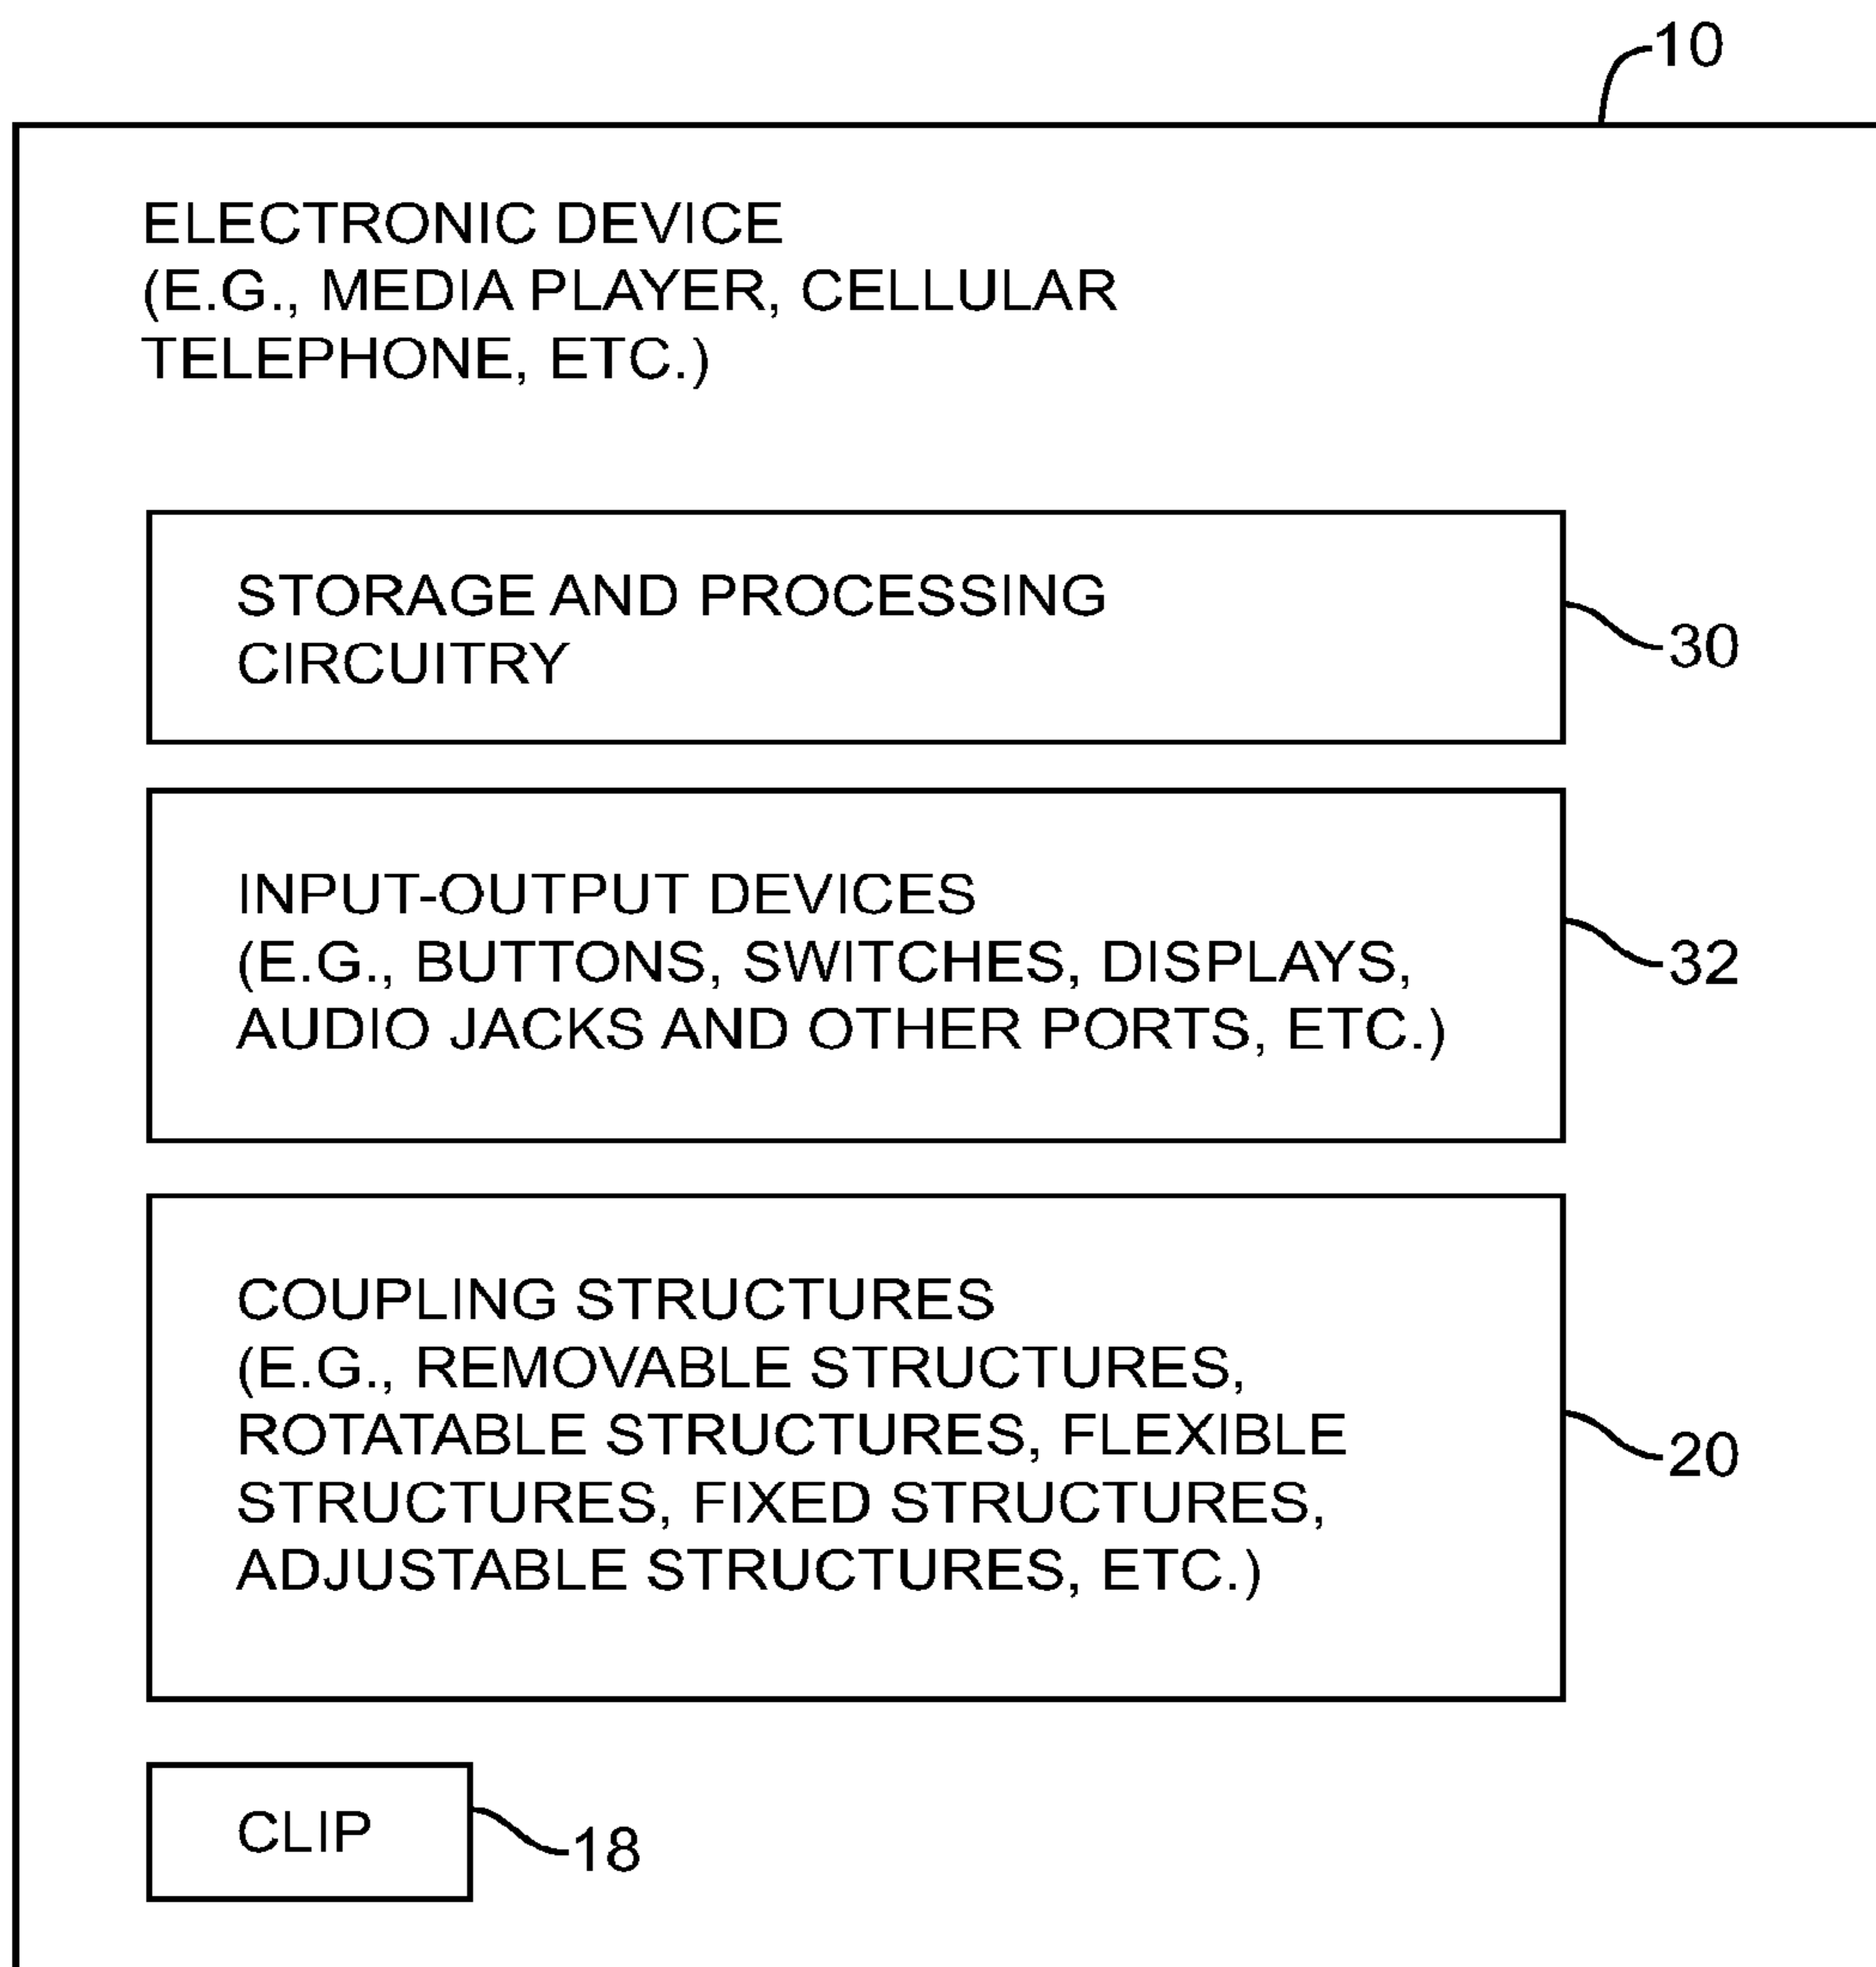 10
ELECTRONIC DEVICE
(E.G., MEDIA PLAYER, CELLULAR
TELEPHONE, ETC.)
STORAGE AND PROCESSING
CIRCUITRY
30
INPUT-OUTPUT DEVICES
(E.G., BUTTONS, SWITCHES, DISPLAYS,
AUDIO JACKS AND OTHER PORTS, ETC.)
32
COUPLING STRUCTURES
(E.G., REMOVABLE STRUCTURES,
ROTATABLE STRUCTURES, FLEXIBLE
STRUCTURES, FIXED STRUCTURES,
ADJUSTABLE STRUCTURES, ETC.)
20
CLIP
18